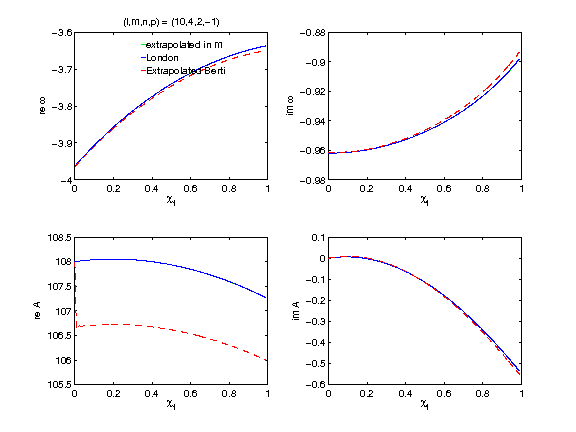 (l,m,n,p) = (10,4,2,−1)
−3.6
−3.7
−3.8
−3.9
−4
re ω
extrapolated in m
London
Extrapolated Berti
0 0.2 0.4 0.6 0.8 1
χf
−0.88
−0.9
−0.92
−0.94
−0.96
−0.98
im ω
0 0.2 0.4 0.6 0.8 1
χf
108.5
108
107.5
107
106.5
106
105.5
re A
0 0.2 0.4 0.6 0.8 1
χf
0.1
0
−0.1
−0.2
−0.3
−0.4
−0.5
−0.6
im A
0 0.2 0.4 0.6 0.8 1
χf